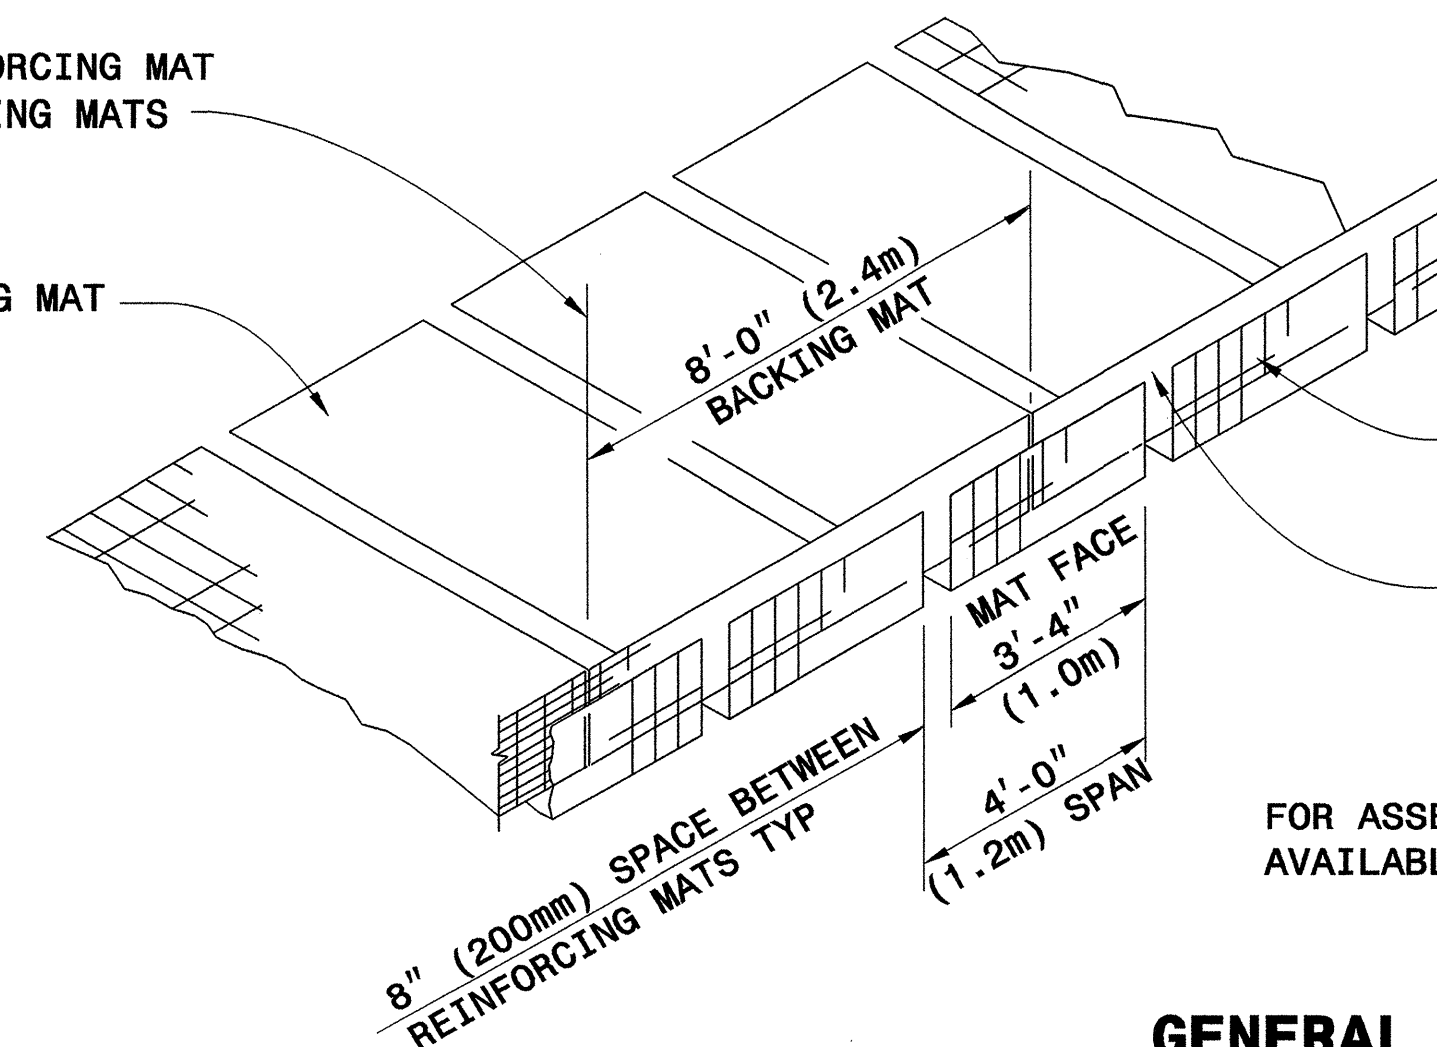 ORCING MAT
ING MATS
G MAT
8'-0" (2.4m)
BACKING MAT
MAT FACE
3'-4"
(1.0m)
4'-0"
(1.2m) SPAN
8" (200mm) SPACE BETWEEN
REINFORCING MATS TYP
FOR ASSE
AVAILABL
GENERAL